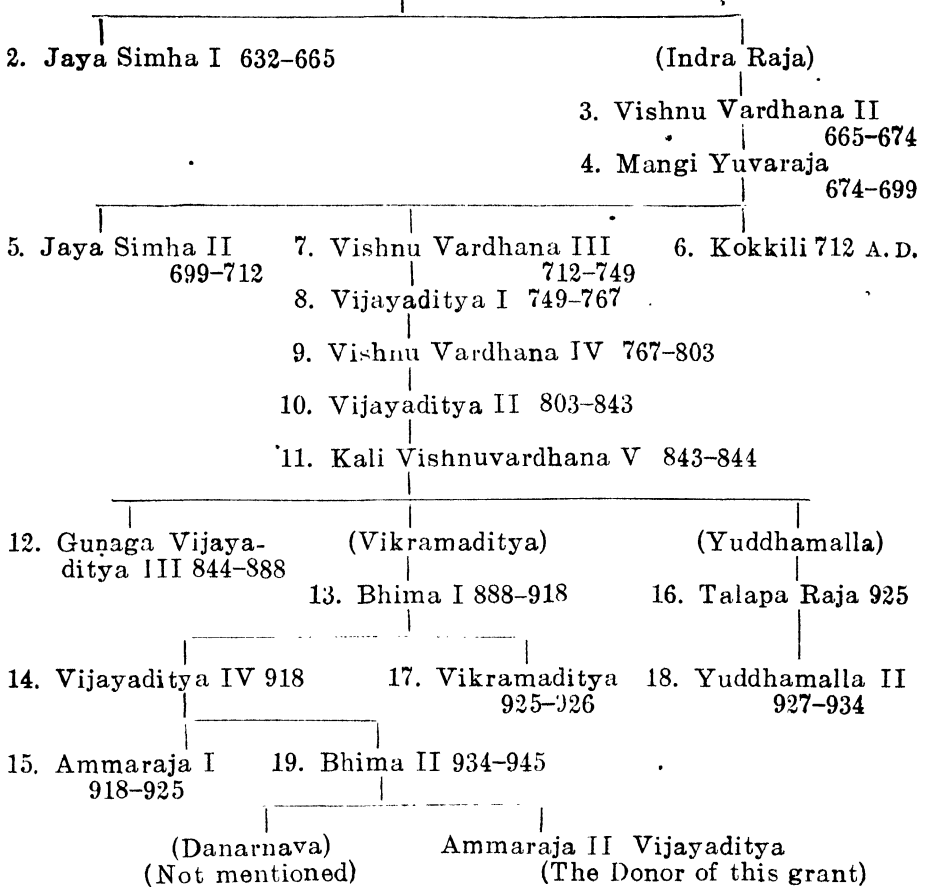 2. Jaya Simha I 632–665 (Indra Raja)
3. Vishnu Vardhana II
665–674
4. Mangi Yuvaraja
674–699
5. Jaya Simha II 7. Vishnu Vardhana III 6. Kokkili 712 A.D.
699–712 712–749
8. Vijayaditya I 749–767
9. Vishnu Vardhana IV 767–803
10. Vijayaditya II 803–843
11. Kali Vishnuvardhana V 843–844
12. Guṇaga Vijaya- (Vikramaditya) (Yuddhamalla)
ditya III 844–888
13. Bhima I 888–918 16. Talapa Raja 925
14. Vijayaditya IV 918 17. Vikramaditya 18. Yuddhamalla II
925–926 927–934
15. Ammaraja I 19. Bhima II 934–945
918–925
(Danarnava) Ammaraja II Vijayaditya
(Not mentioned) (The Donor of this grant)